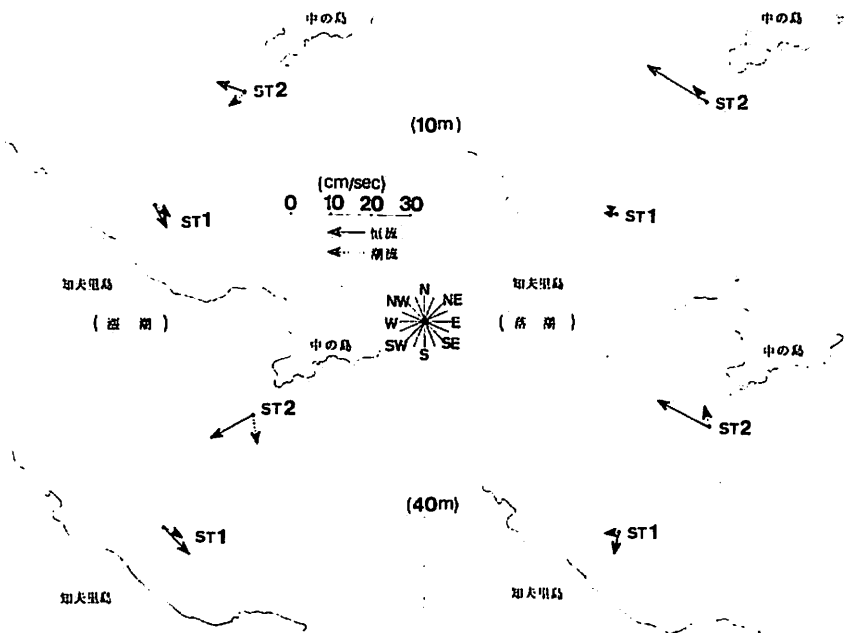 中の島
中の島
ST2
ST2
(10m)
(cm/sec)
0 10 20 30
ST1
ST1
恒流
潮流
知夫里島
知夫里島
N
NW NE
W E
SW SE
S
(落潮)
中の島
中の島
ST2
ST2
(40m)
ST1
ST1
知夫里島
知夫里島